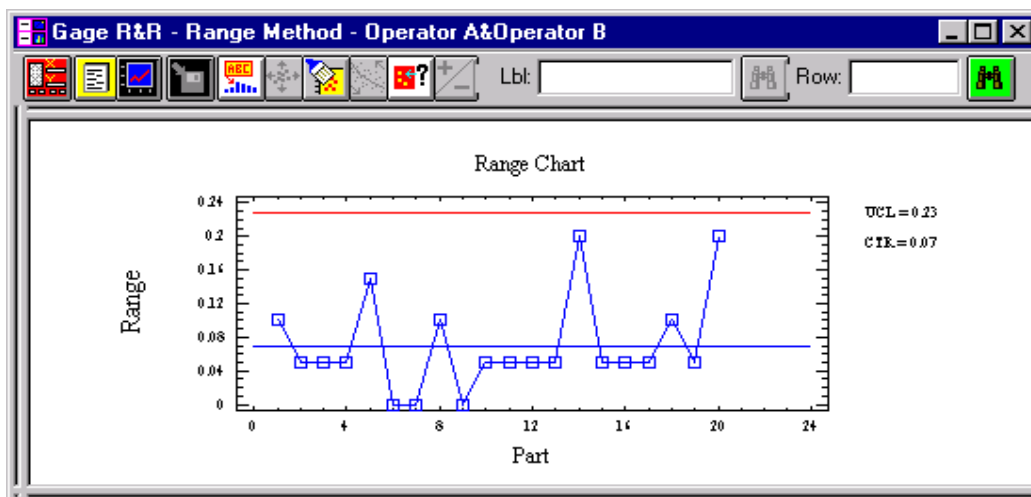 Gage R&R - Range Method - Operator A&Operator B
ABC
Lbl:
Row:
Range Chart
0.24
0.2
0.16
0.12
0.08
0.04
0
Range
UCL=0.23
CTR=0.07
0 4 8 12 16 20 24
Part